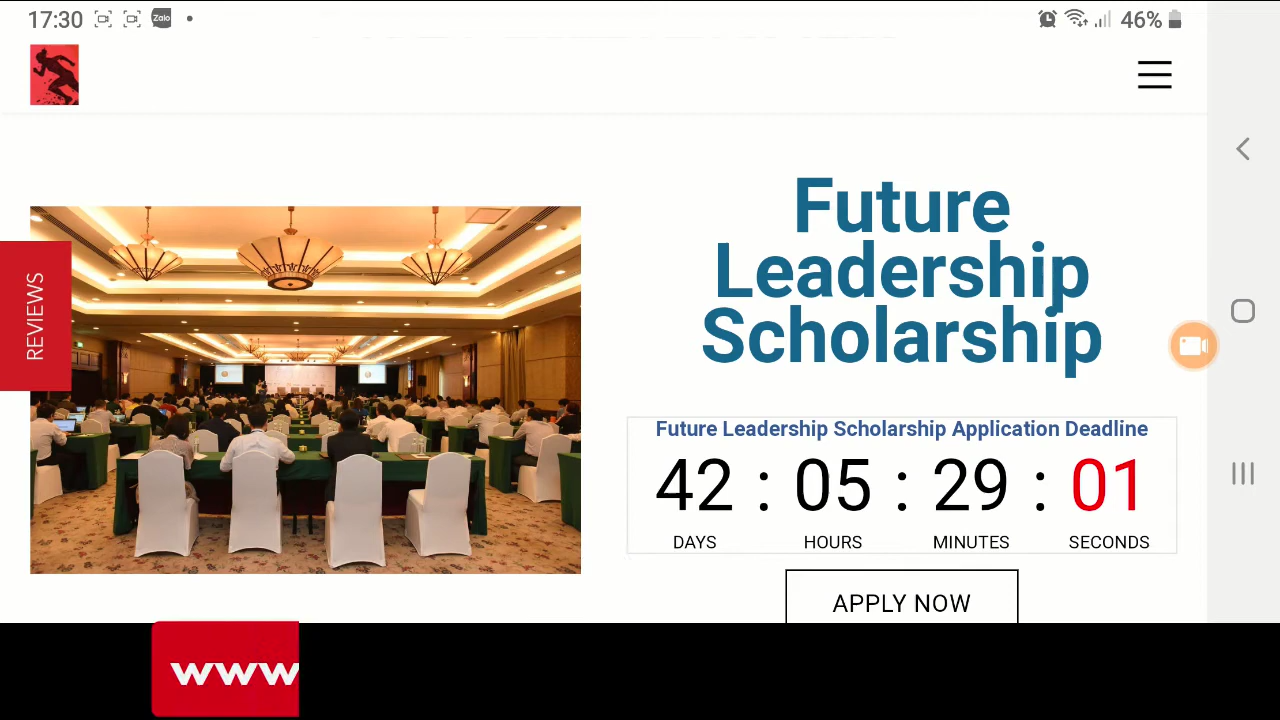 17:30
Zalo
46%
Future
Leadership
Scholarship
REVIEWS
Future Leadership Scholarship Application Deadline
42 : 05 : 29 : 01
DAYS HOURS MINUTES SECONDS
APPLY NOW
www